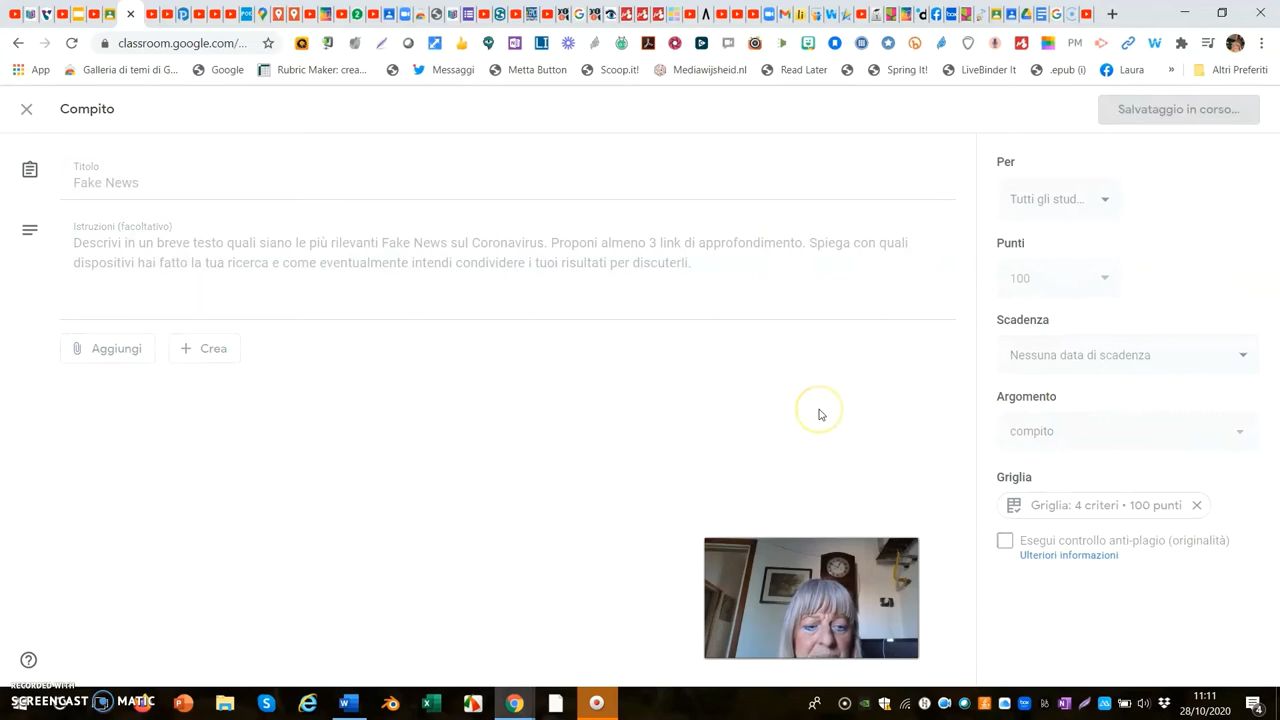 classroom.google.com/...
PM
App
Galleria di temi di G...
Google
Rubric Maker: crea...
Messaggi
Metta Button
Scoop.it!
Mediawijsheid.nl
Read Later
Spring It!
LiveBinder It
.epub (i)
Laura
»
Altri Preferiti
Compito
Salvataggio in corso...
Titolo
Fake News
Istruzioni (facoltativo)
Descrivi in un breve testo quali siano le più rilevanti Fake News sul Coronavirus. Proponi almeno 3 link di approfondimento. Spiega con quali
dispositivi hai fatto la tua ricerca e come eventualmente intendi condividere i tuoi risultati per discuterli.
Aggiungi
Crea
Per
Tutti gli stud...
Punti
100
Scadenza
Nessuna data di scadenza
Argomento
compito
Griglia
Griglia: 4 criteri • 100 punti
Esegui controllo anti-plagio (originalità)
Ulteriori informazioni
RECORDED WITH
SCREENCAST MATIC
11:11
28/10/2020